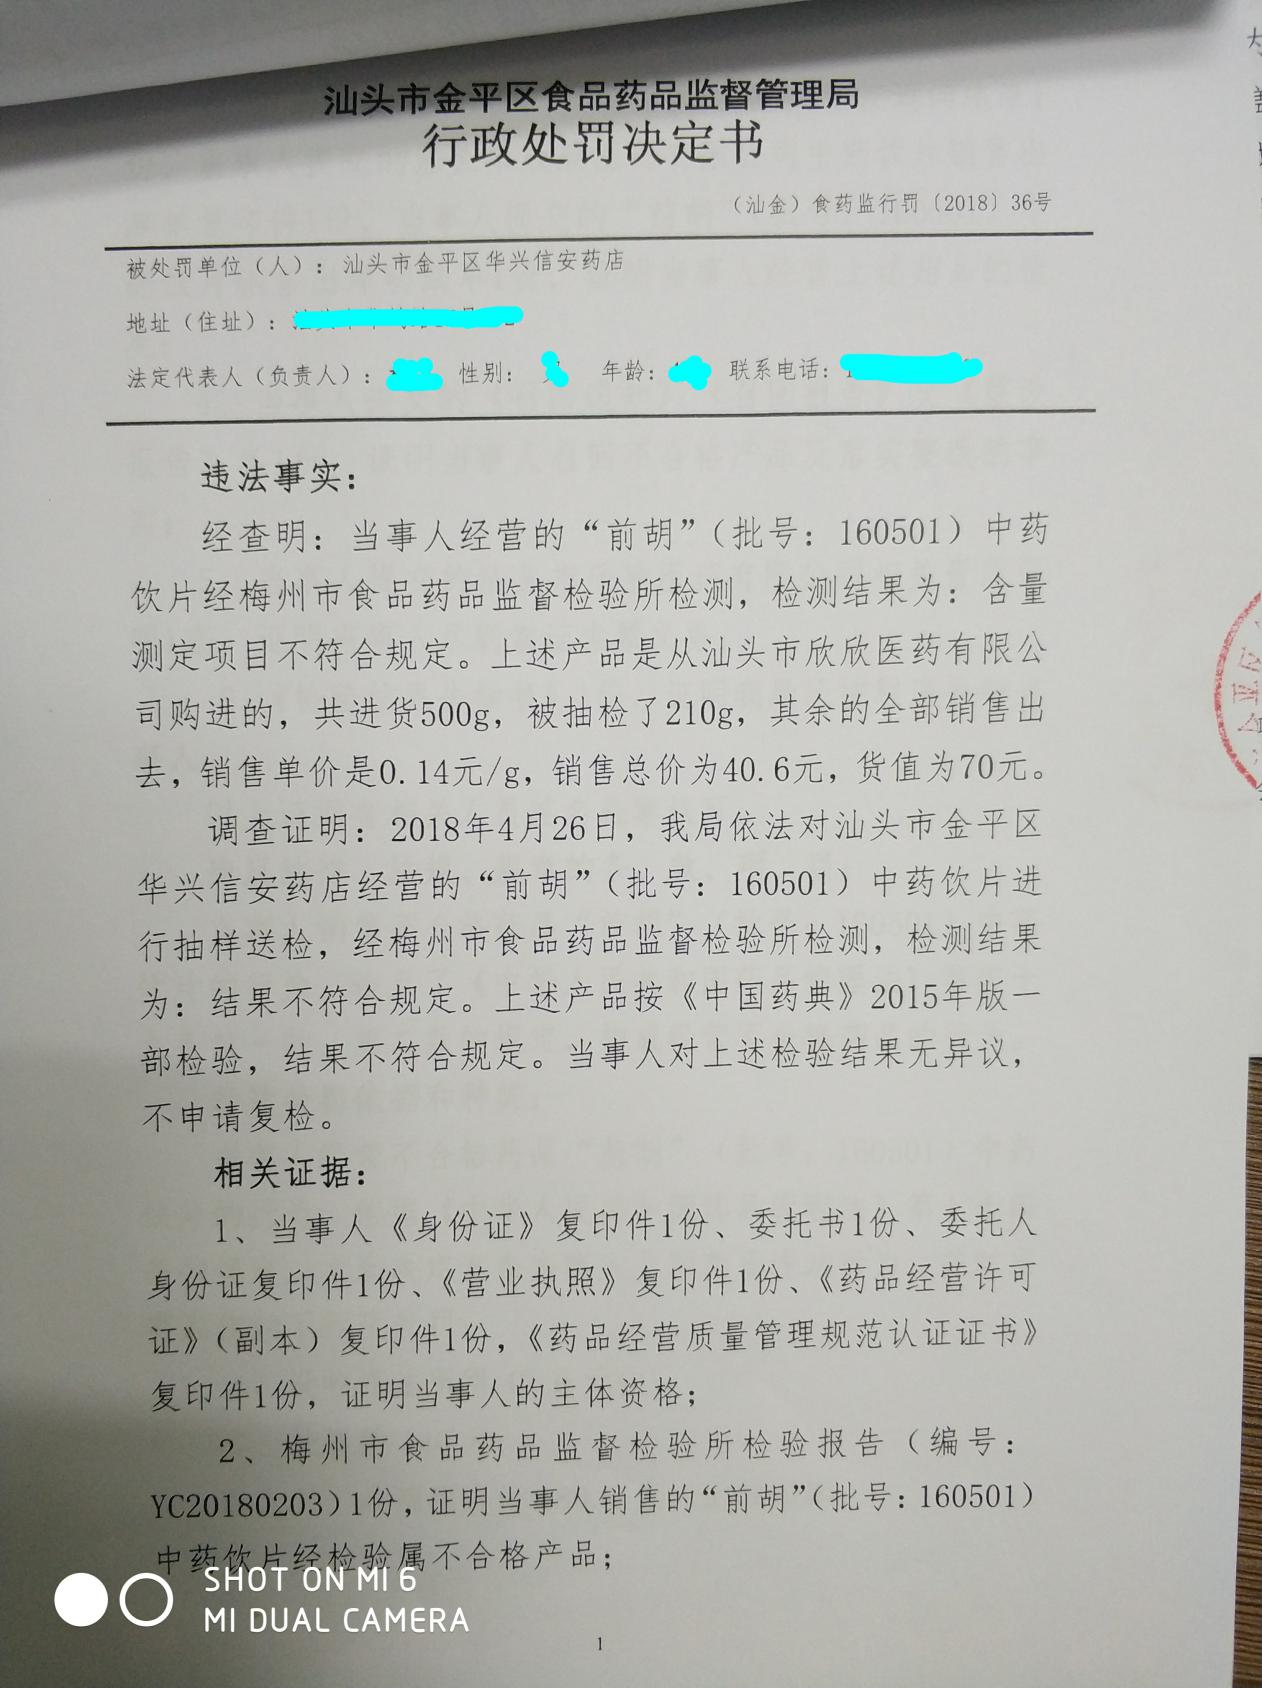 汕头市金平区食品药品监督管理局
行政处罚决定书
（汕金）食药监行罚〔2018〕36号
被处罚单位（人）：汕头市金平区华兴信安药店
地址（住址）：
法定代表人（负责人）： 性别： 年龄： 联系电话：
违法事实：
经查明：当事人经营的“前胡”（批号：160501）中药
饮片经梅州市食品药品监督检验所检测，检测结果为：含量
测定项目不符合规定。上述产品是从汕头市欣欣医药有限公
司购进的，共进货500g，被抽检了210g，其余的全部销售出
去，销售单价是0.14元/g，销售总价为40.6元，货值为70元。
调查证明：2018年4月26日，我局依法对汕头市金平区
华兴信安药店经营的“前胡”（批号：160501）中药饮片进
行抽样送检，经梅州市食品药品监督检验所检测，检测结果
为：结果不符合规定。上述产品按《中国药典》2015年版一
部检验，结果不符合规定。当事人对上述检验结果无异议，
不申请复检。
相关证据：
1、当事人《身份证》复印件1份、委托书1份、委托人
身份证复印件1份、《营业执照》复印件1份、《药品经营许可
证》（副本）复印件1份，《药品经营质量管理规范认证证书》
复印件1份，证明当事人的主体资格；
2、梅州市食品药品监督检验所检验报告（编号：
YC20180203）1份，证明当事人销售的“前胡”（批号：160501）
中药饮片经检验属不合格产品；
SHOT ON MI 6
MI DUAL CAMERA
1